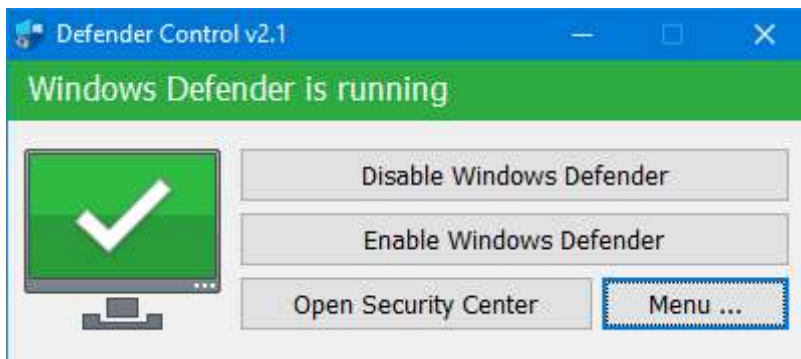 Defender Control v2.1
Windows Defender is running
Disable Windows Defender
Enable Windows Defender
Open Security Center
Menu ...